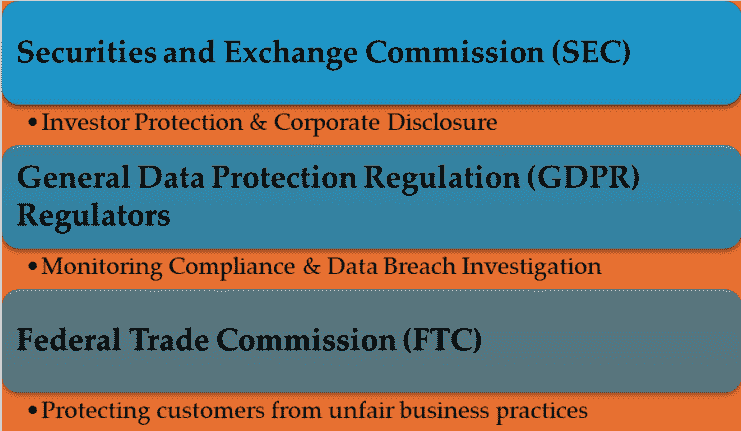 Securities and Exchange Commission (SEC)
•Investor Protection & Corporate Disclosure
General Data Protection Regulation (GDPR)
Regulators
•Monitoring Compliance & Data Breach Investigation
Federal Trade Commission (FTC)
•Protecting customers from unfair business practices